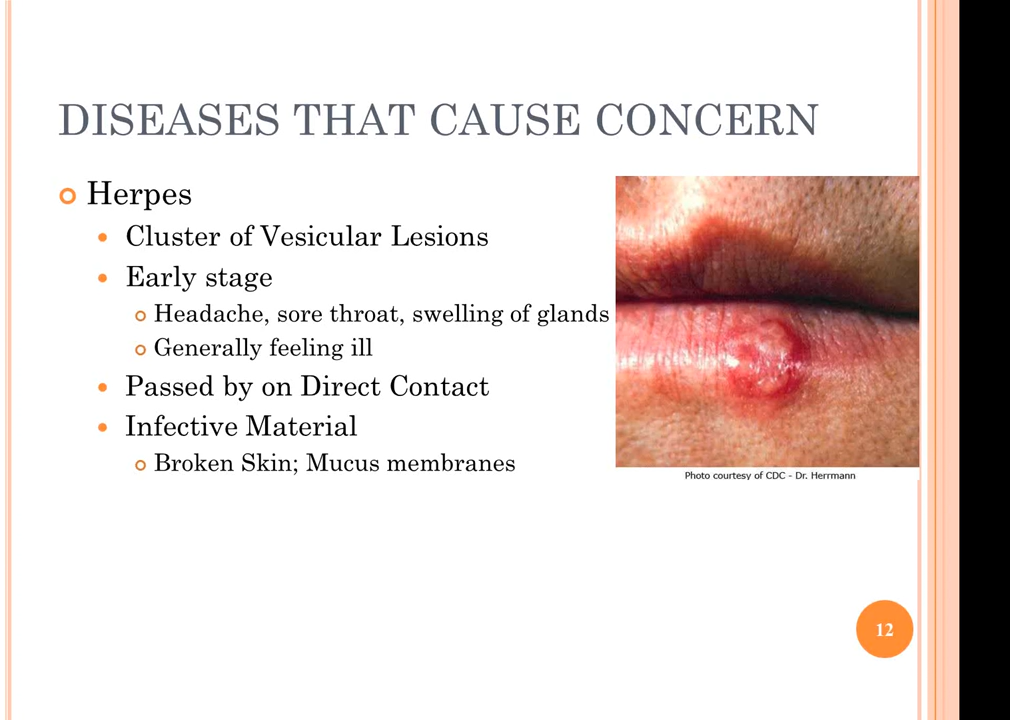 DISEASES THAT CAUSE CONCERN
Herpes
Cluster of Vesicular Lesions
Early stage
Headache, sore throat, swelling of glands
Generally feeling ill
Passed by on Direct Contact
Infective Material
Broken Skin; Mucus membranes
Photo courtesy of CDC - Dr. Herrmann
12